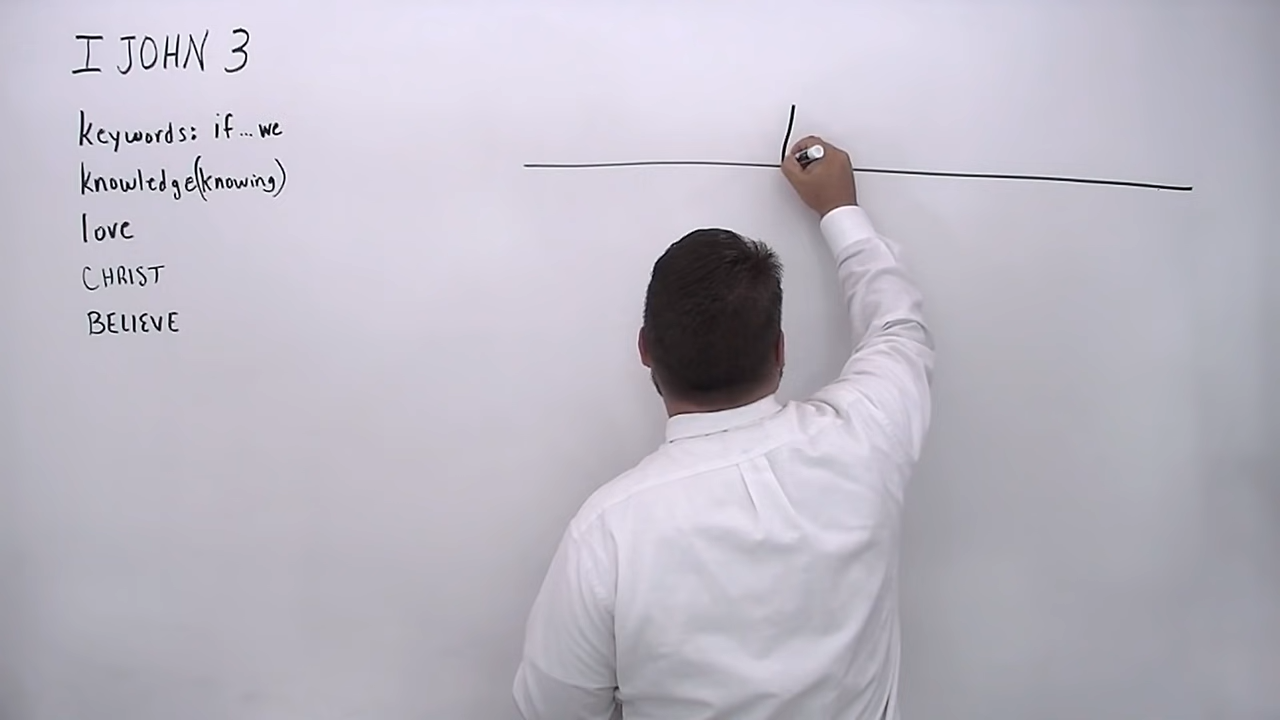 I JOHN 3
keywords: if...we
knowledge(knowing)
love
CHRIST
BELIEVE